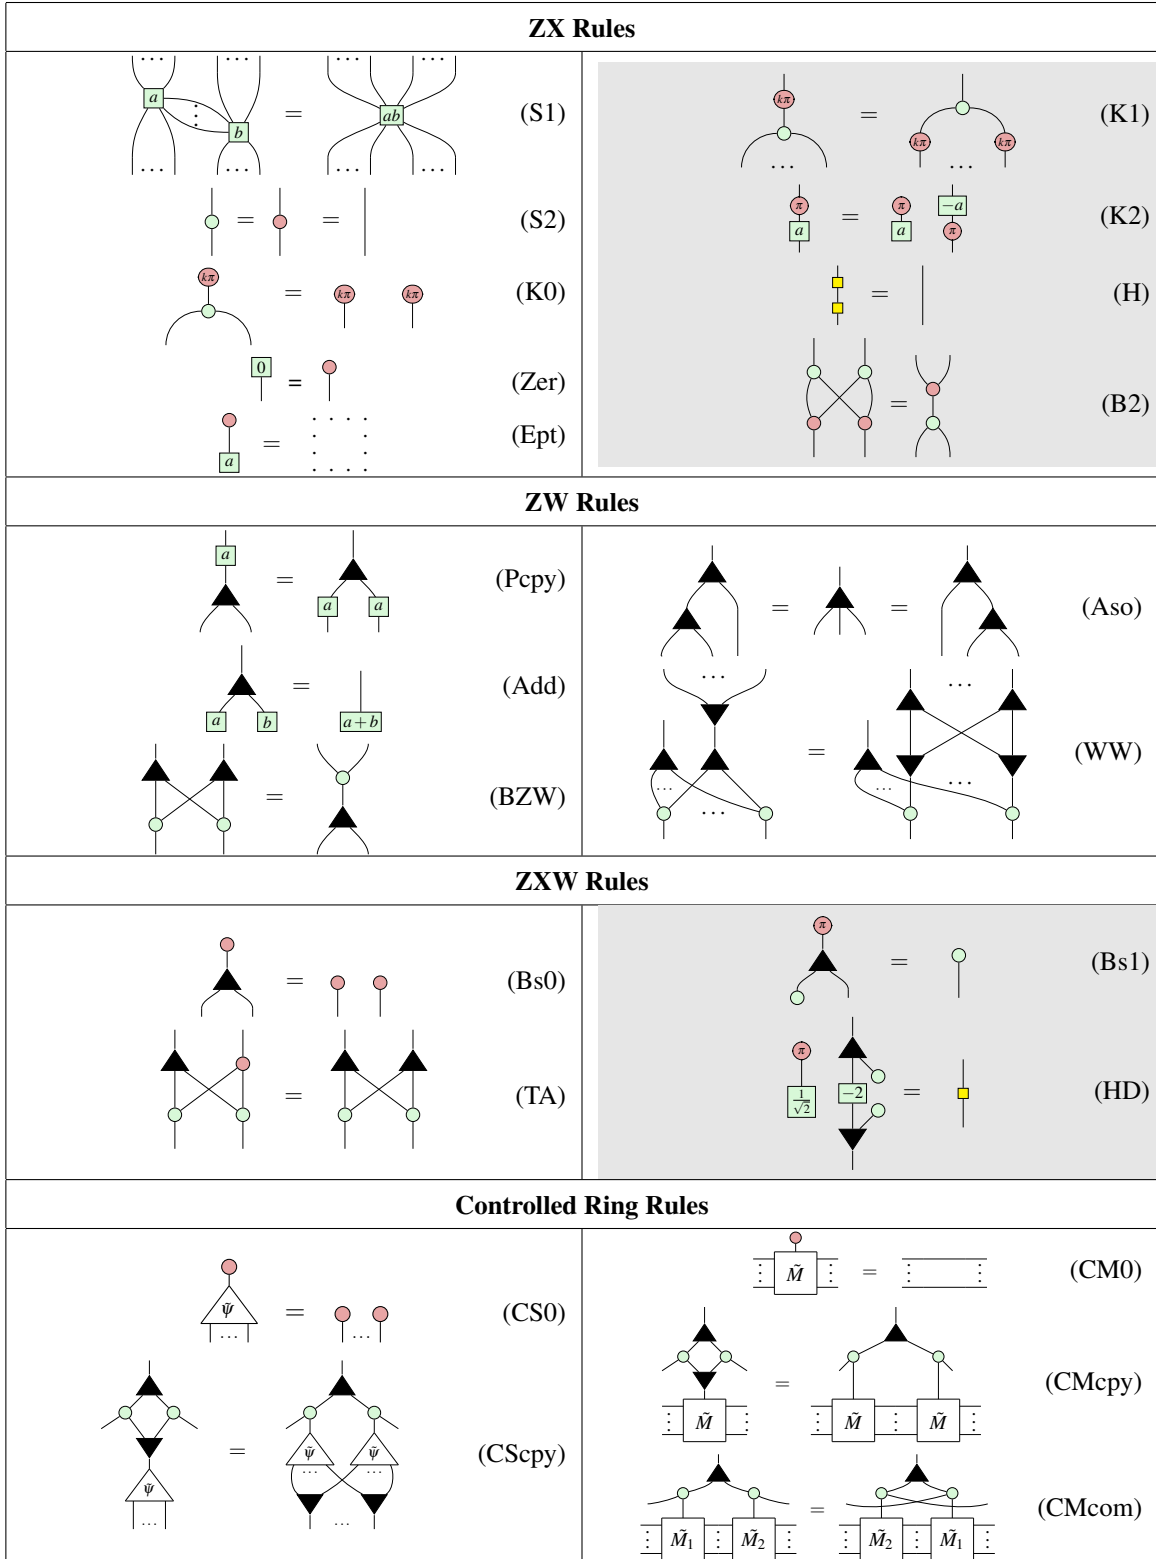 ZX Rules
a b = ab (S1)
kπ = kπ kπ (K1)
= = (S2)
π a = π a −a π (K2)
kπ = kπ kπ (K0)
= (H)
0 = (Zer)
a = (Ept)
= (B2)
ZW Rules
a = a a (Pcpy)
= = (Aso)
a b = a + b (Add)
= (BZW)
= (WW)
ZXW Rules
= (Bs0)
π = (Bs1)
= (TA)
π 1/√2 −2 = (HD)
Controlled Ring Rules
ψ̃ = (CS0)
M̃ = (CM0)
ψ̃ = ψ̃ ψ̃ (CScpy)
M̃ = M̃ M̃ (CMcpy)
M̃₁ M̃₂ = M̃₂ M̃₁ (CMcom)